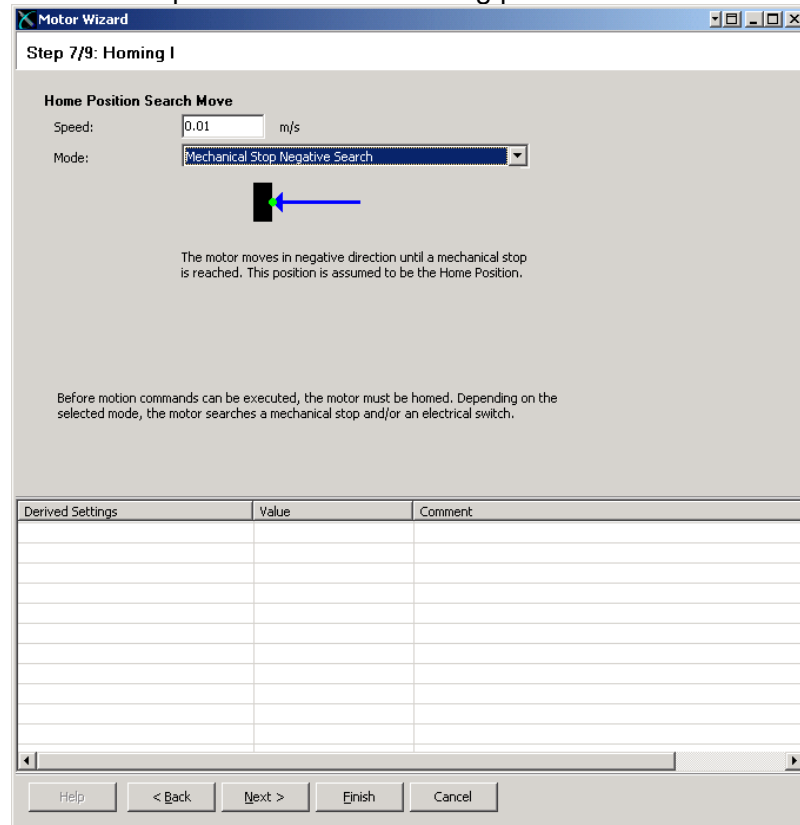 Motor Wizard
Step 7/9: Homing I
Home Position Search Move
Speed: 0.01 m/s
Mode: Mechanical Stop Negative Search
The motor moves in negative direction until a mechanical stop
is reached. This position is assumed to be the Home Position.
Before motion commands can be executed, the motor must be homed. Depending on the
selected mode, the motor searches a mechanical stop and/or an electrical switch.
Derived Settings Value Comment
Help < Back Next > Finish Cancel